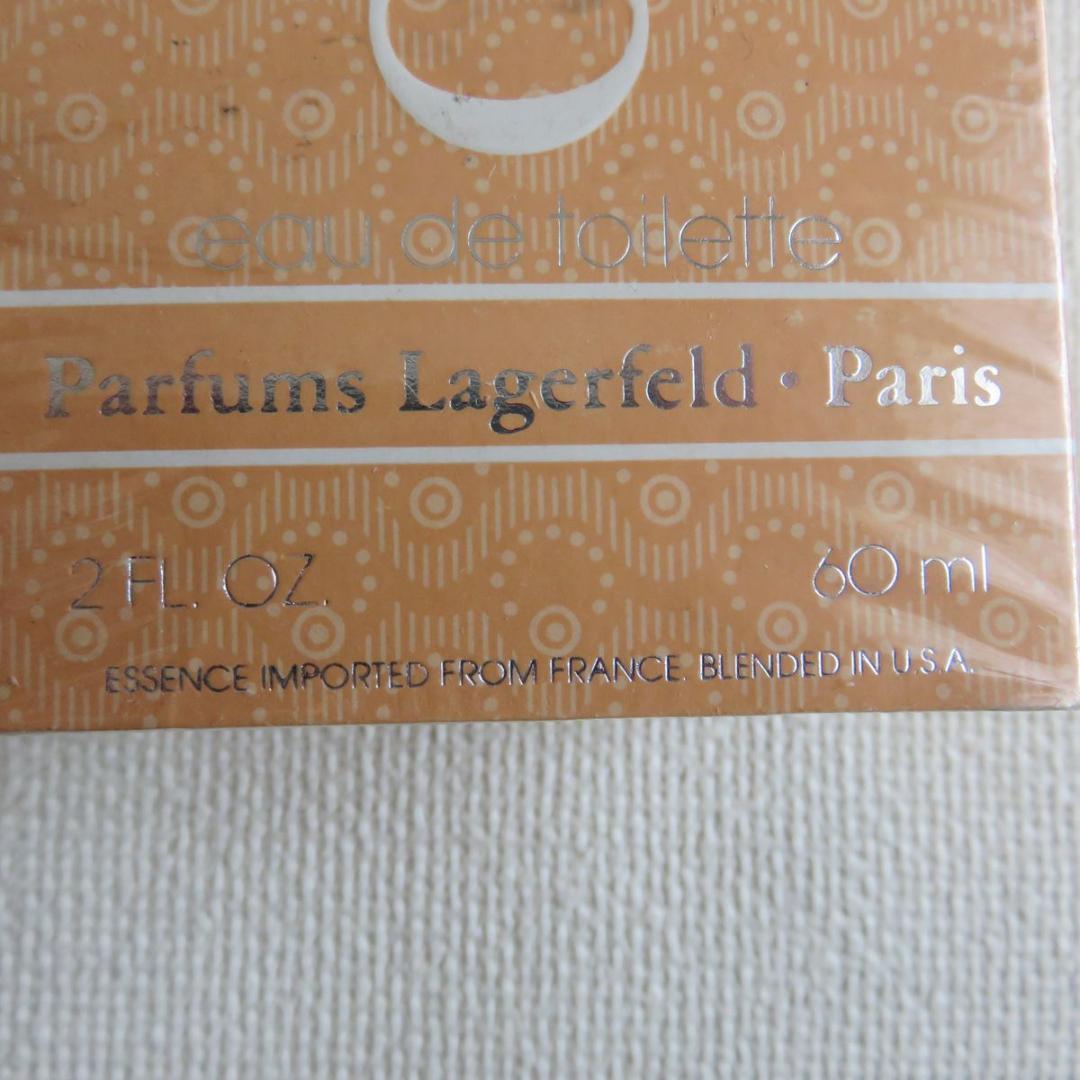 eau de toilette
Parfums Lagerfeld • Paris
2 FL. OZ. 60 ml
ESSENCE IMPORTED FROM FRANCE. BLENDED IN U.S.A.